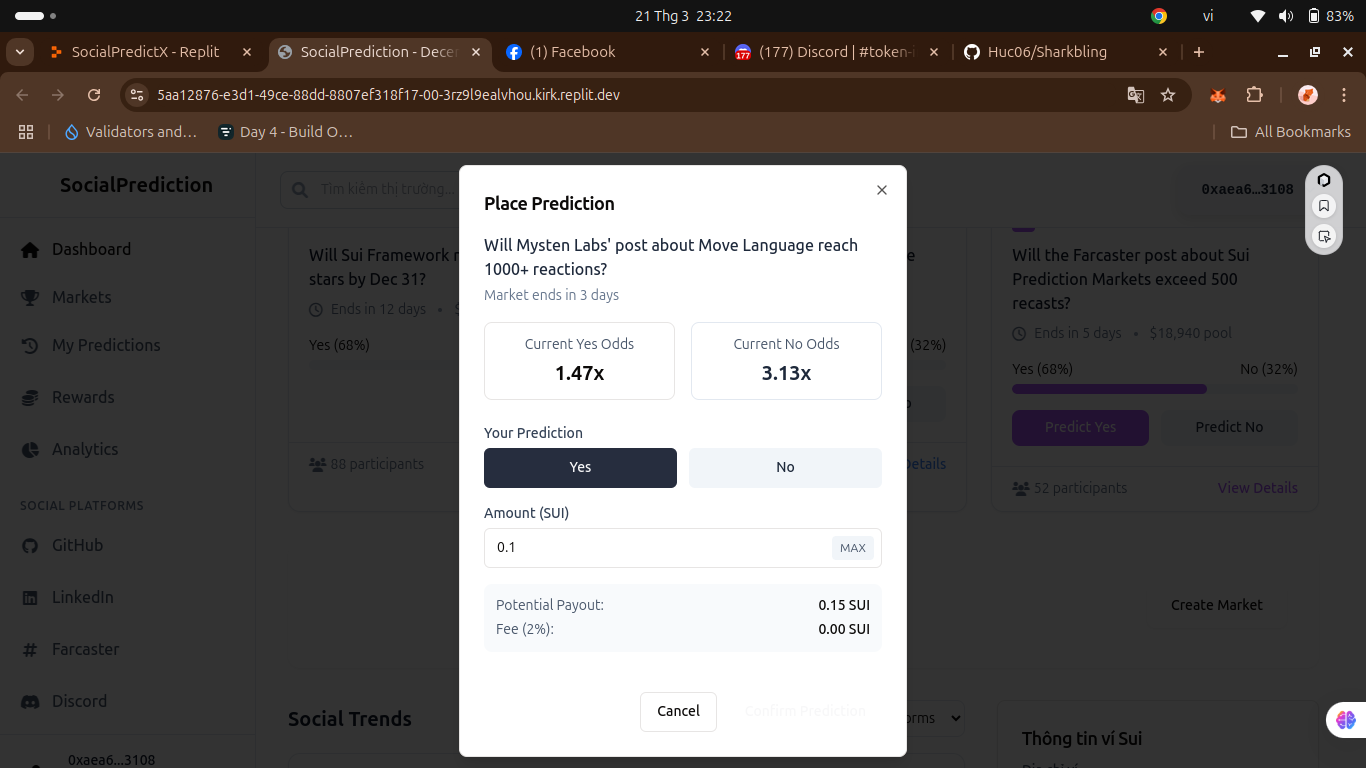 21 Thg 3 23:22
vi
83%
SocialPredictX - Replit
SocialPrediction - Decen
(1) Facebook
(177) Discord | #token-i
Huc06/Sharkbling
5aa12876-e3d1-49ce-88dd-8807ef318f17-00-3rz9l9ealvhou.kirk.replit.dev
Validators and…
Day 4 - Build O…
All Bookmarks
SocialPrediction
Tìm kiếm thị trường...
0xaea6...3108
Dashboard
Markets
My Predictions
Rewards
Analytics
SOCIAL PLATFORMS
GitHub
LinkedIn
Farcaster
Discord
0xaea6...3108
Will Sui Framework r
stars by Dec 31?
Ends in 12 days •
Yes (68%)
88 participants
Place Prediction
Will Mysten Labs' post about Move Language reach
1000+ reactions?
Market ends in 3 days
Current Yes Odds
1.47x
Current No Odds
3.13x
Your Prediction
Yes
No
Amount (SUI)
0.1
MAX
Potential Payout:
0.15 SUI
Fee (2%):
0.00 SUI
Cancel
Confirm Prediction
(32%)
Details
Will the Farcaster post about Sui
Prediction Markets exceed 500
recasts?
Ends in 5 days • $18,940 pool
Yes (68%)
No (32%)
Predict Yes
Predict No
52 participants
View Details
Create Market
Social Trends
orms
Thông tin ví Sui